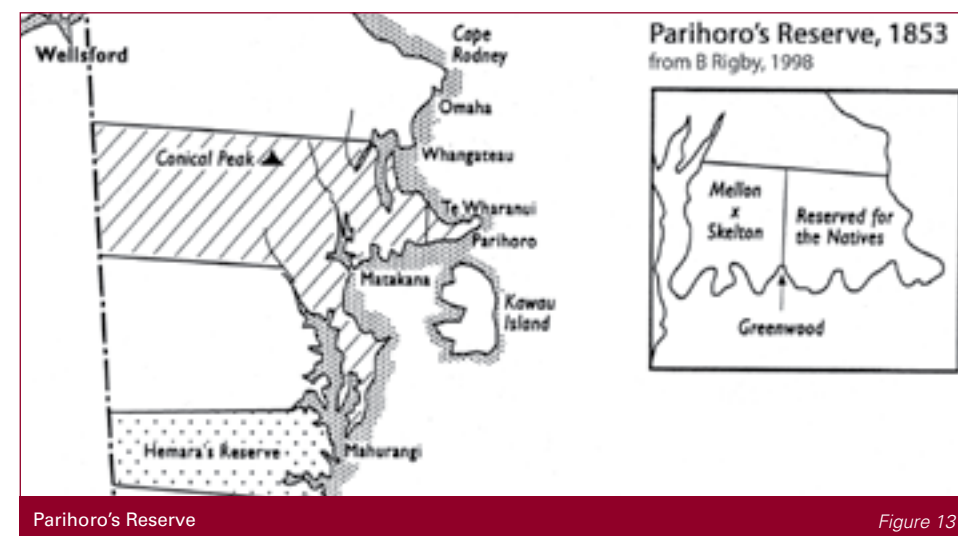 Wellsford
Cape
Rodney
Omaha
Conical Peak
Whangateau
Te Wharanui
Parihoro
Matakana
Kawau
Island
Hemara's Reserve
Mahurangi
Parihoro's Reserve, 1853
from B Rigby, 1998
Mellon
x
Skelton
Reserved for
the Natives
Greenwood
Parihoro's Reserve
Figure 13